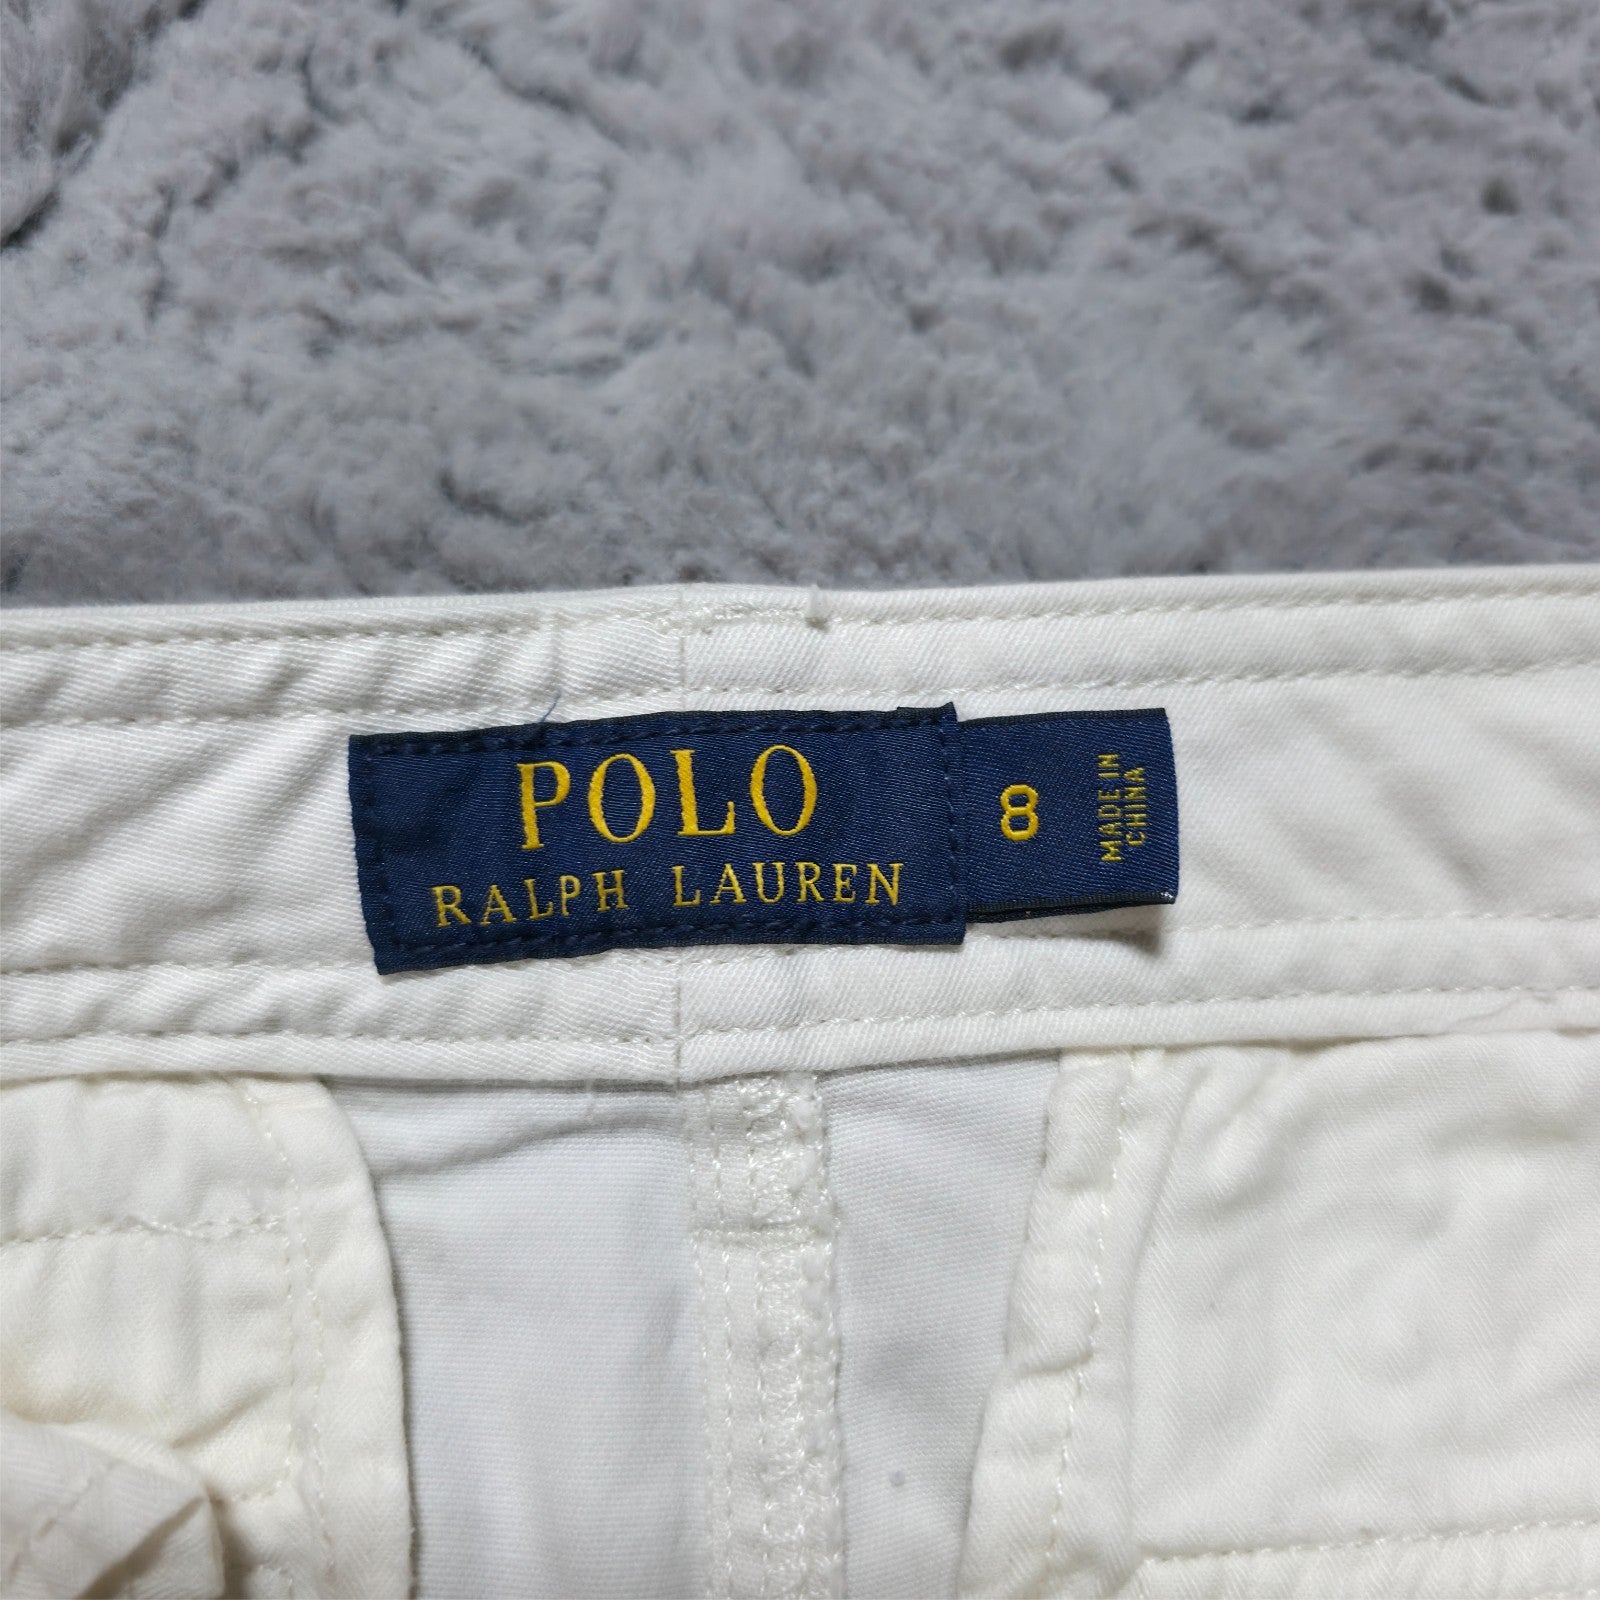 POLO
RALPH LAUREN
8
MADE IN
CHINA